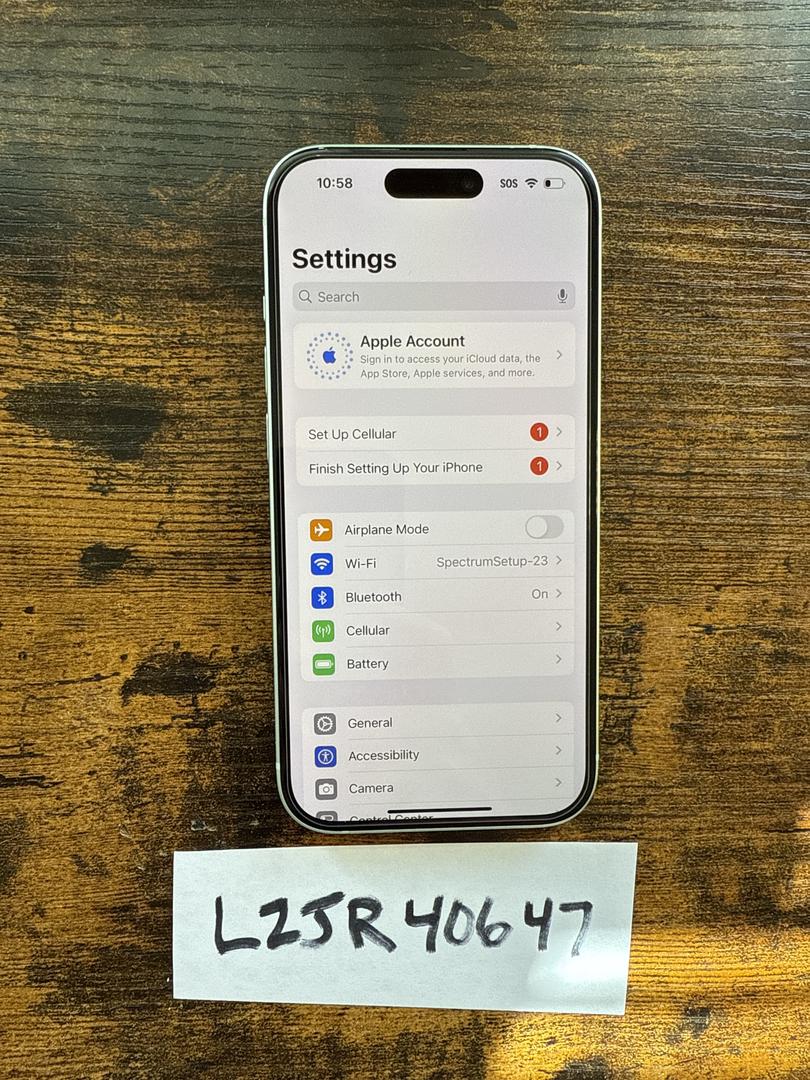 10:58
SOS
Settings
Search
Apple Account
Sign in to access your iCloud data, the
App Store, Apple services, and more.
Set Up Cellular 1
Finish Setting Up Your iPhone 1
Airplane Mode
Wi-Fi SpectrumSetup-23
Bluetooth On
Cellular
Battery
General
Accessibility
Camera
Control Center
L2JR40647